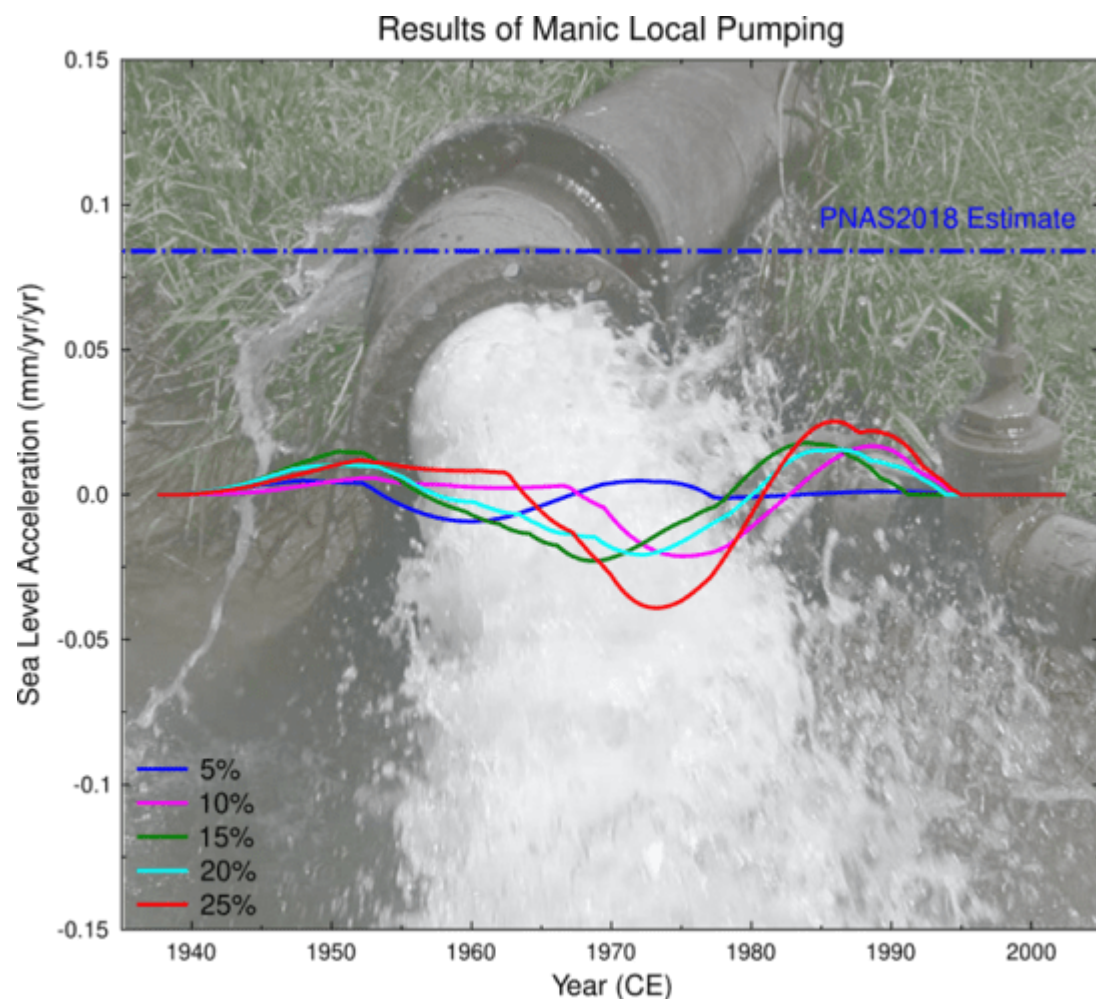 Results of Manic Local Pumping
0.15
0.1
0.05
0.0
-0.05
-0.1
-0.15
Sea Level Acceleration (mm/yr/yr)
PNAS2018 Estimate
5%
10%
15%
20%
25%
1940 1950 1960 1970 1980 1990 2000
Year (CE)